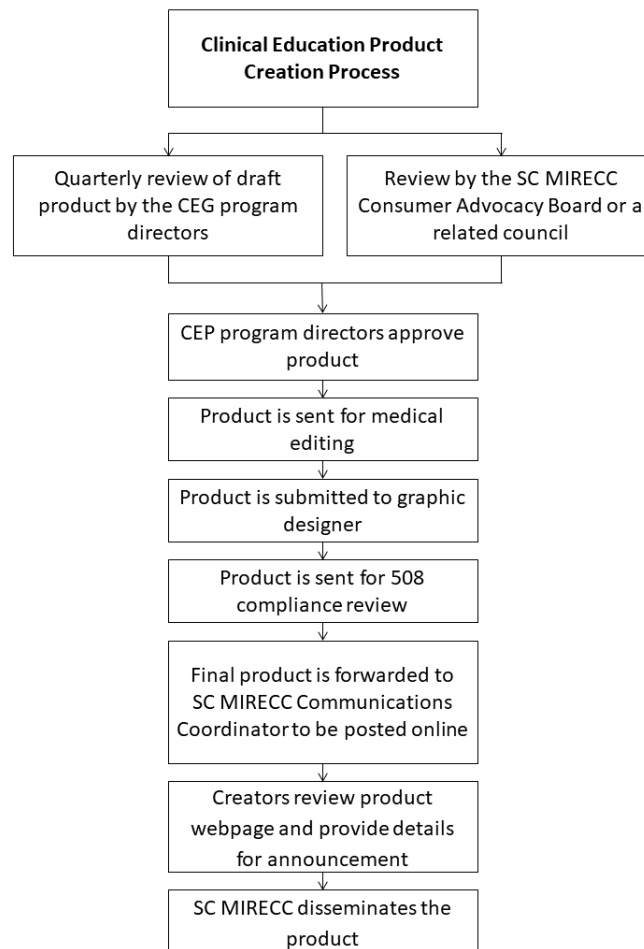 Clinical Education Product
Creation Process
Quarterly review of draft
product by the CEG program
directors
Review by the SC MIRECC
Consumer Advocacy Board or a
related council
CEP program directors approve
product
Product is sent for medical
editing
Product is submitted to graphic
designer
Product is sent for 508
compliance review
Final product is forwarded to
SC MIRECC Communications
Coordinator to be posted online
Creators review product
webpage and provide details
for announcement
SC MIRECC disseminates the
product